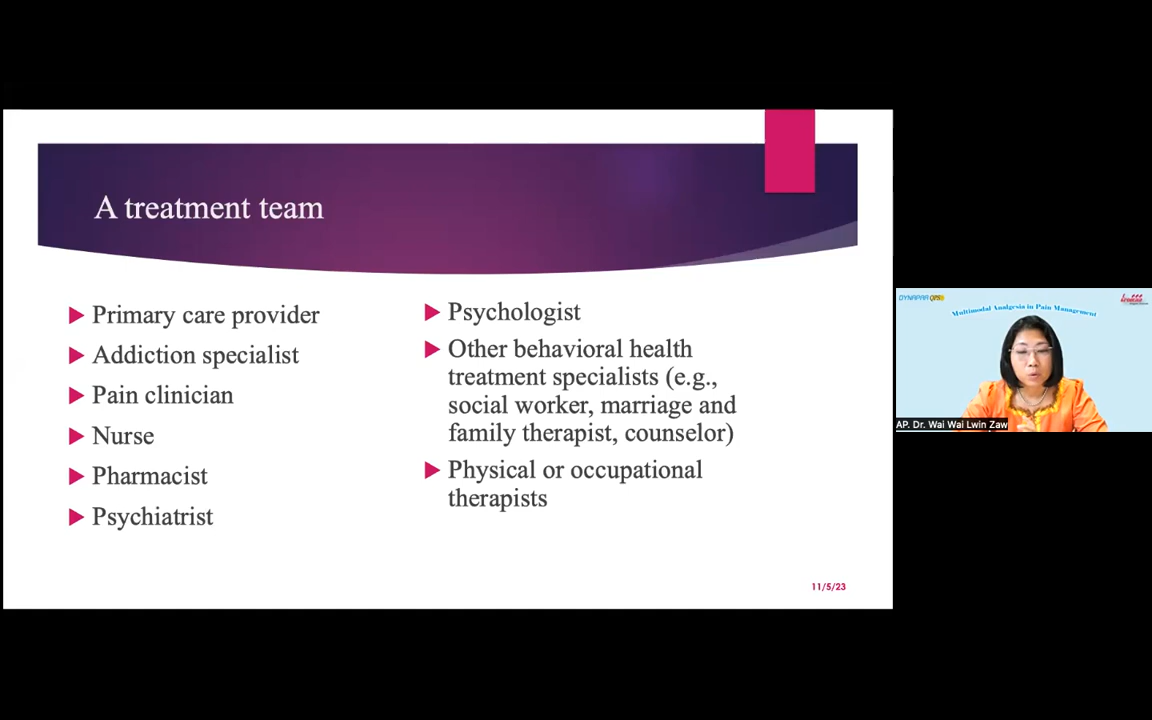 A treatment team
Primary care provider
Addiction specialist
Pain clinician
Nurse
Pharmacist
Psychiatrist
Psychologist
Other behavioral health
treatment specialists (e.g.,
social worker, marriage and
family therapist, counselor)
Physical or occupational
therapists
11/5/23
DYNAPAR
Multimodal Analgesia in Pain Management
AP. Dr. Wai Wai Lwin Zaw